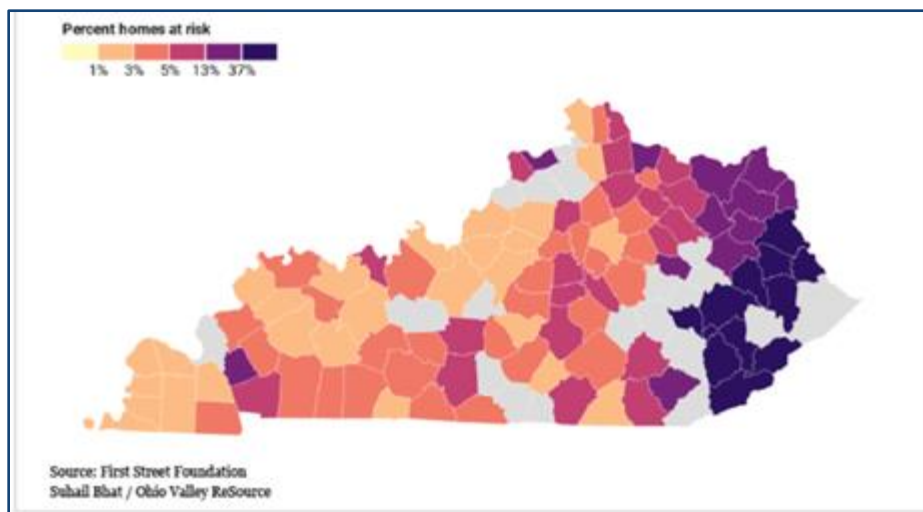 Percent homes at risk
1% 3% 5% 13% 37%
Source: First Street Foundation
Suhail Bhat / Ohio Valley ReSource